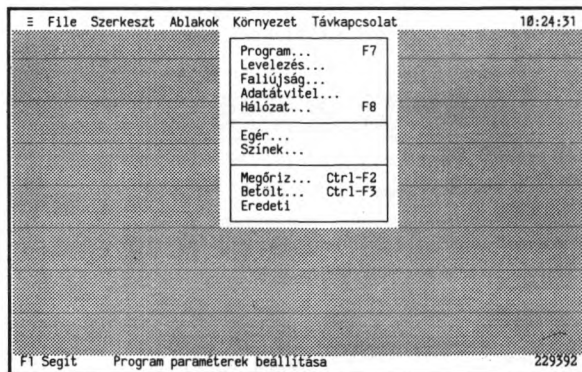 ≡ File Szerkeszt Ablakok Környezet Távkapcsolat 10:24:31
Program... F7
Levelezés...
Faliújság...
Adatátvitel...
Hálózat... F8
Egér...
Színek...
Megőriz... Ctrl-F2
Betölt... Ctrl-F3
Eredeti
F1 Segít Program paraméterek beállítása 229392